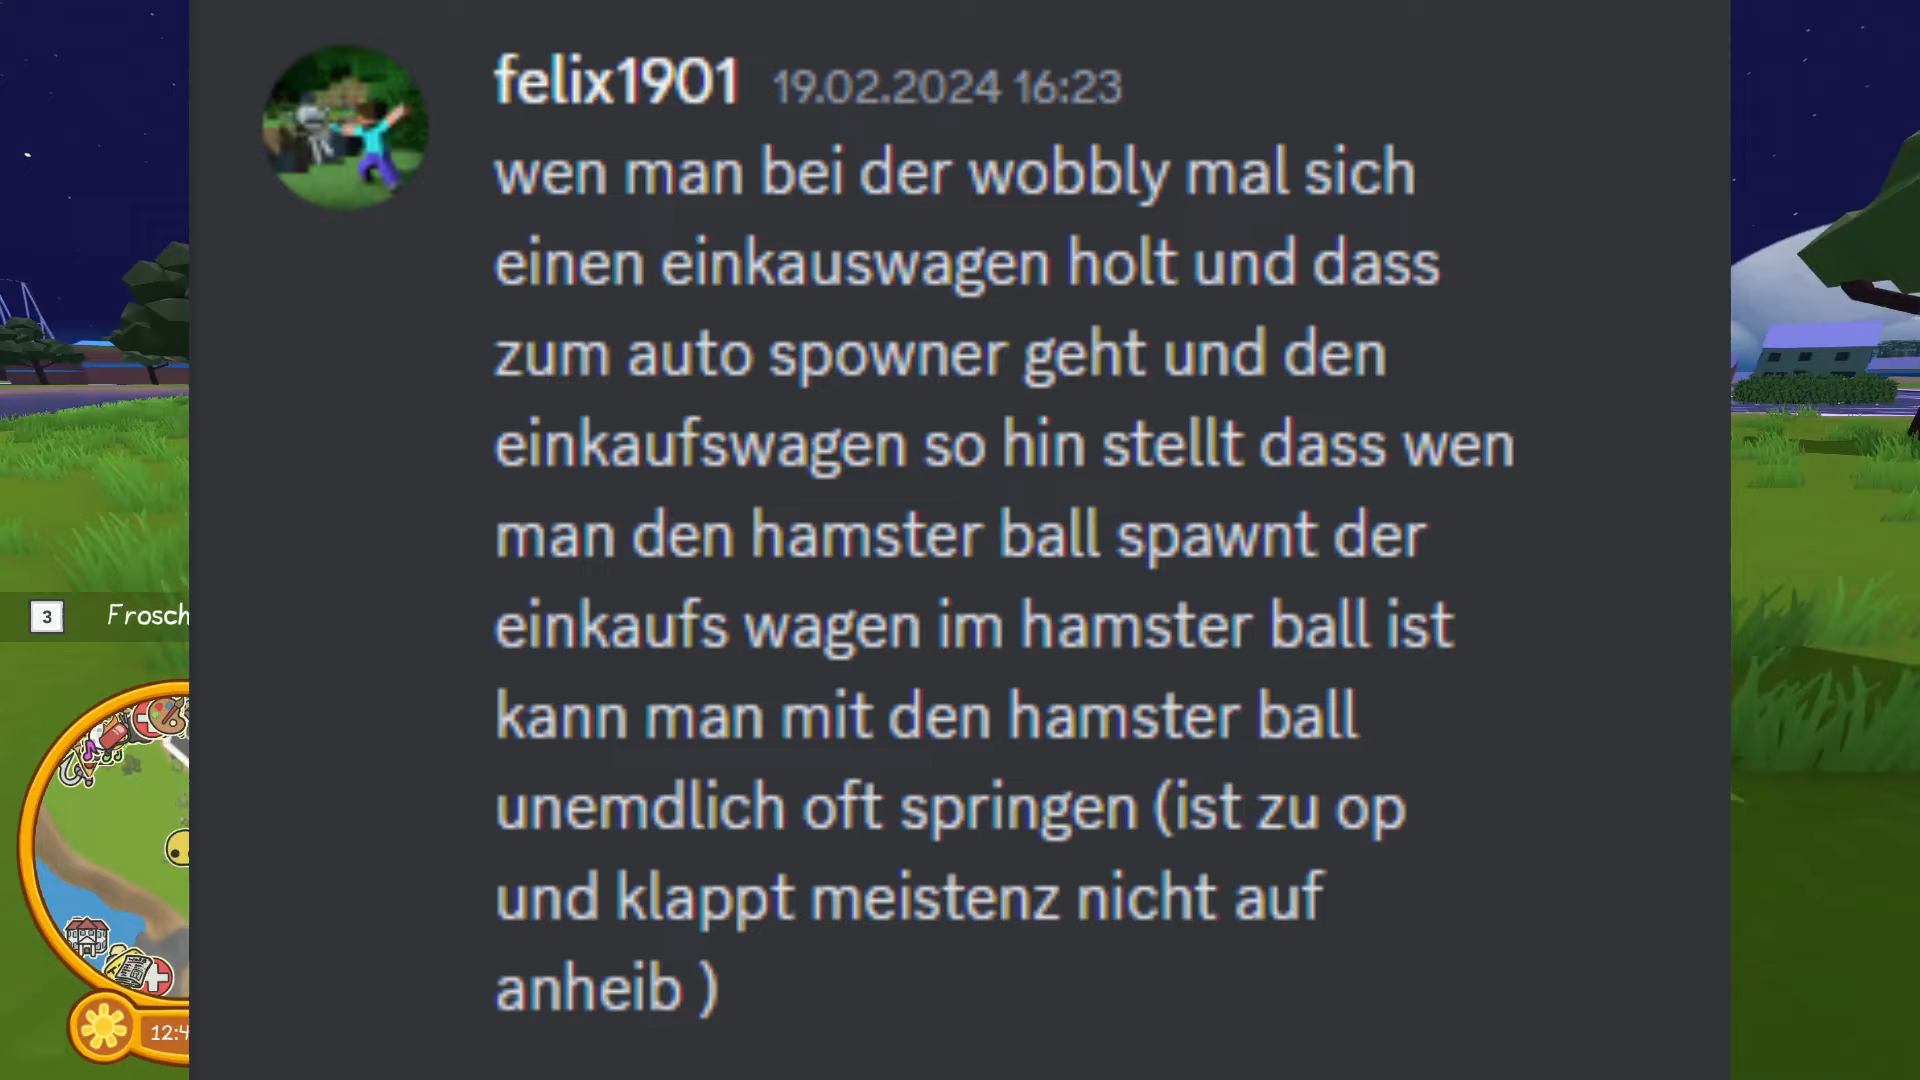 felix1901 19.02.2024 16:23
wen man bei der wobbly mal sich
einen einkauswagen holt und dass
zum auto spowner geht und den
einkaufswagen so hin stellt dass wen
man den hamster ball spawnt der
einkaufs wagen im hamster ball ist
kann man mit den hamster ball
unemdlich oft springen (ist zu op
und klappt meistenz nicht auf
anheib )
3 Frosch
12:4